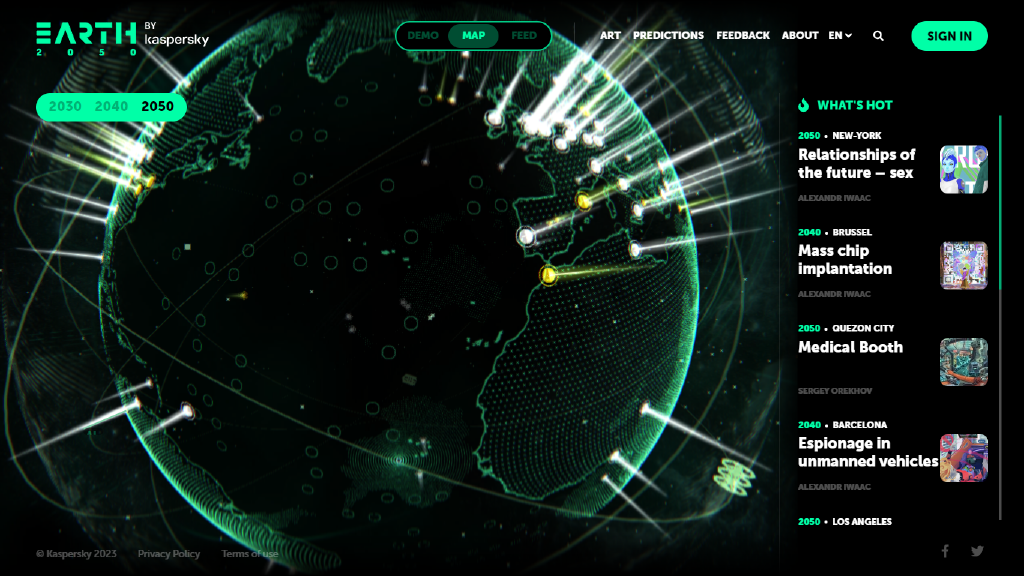 EARTH
2050
BY
kaspersky
DEMO
MAP
FEED
ART
PREDICTIONS
FEEDBACK
ABOUT
EN
SIGN IN
2030
2040
2050
WHAT'S HOT
2050 • NEW-YORK
Relationships of
the future – sex
ALEXANDR IWAAC
2040 • BRUSSEL
Mass chip
implantation
ALEXANDR IWAAC
2050 • QUEZON CITY
Medical Booth
SERGEY OREKHOV
2040 • BARCELONA
Espionage in
unmanned vehicles
ALEXANDR IWAAC
2050 • LOS ANGELES
© Kaspersky 2023
Privacy Policy
Terms of use